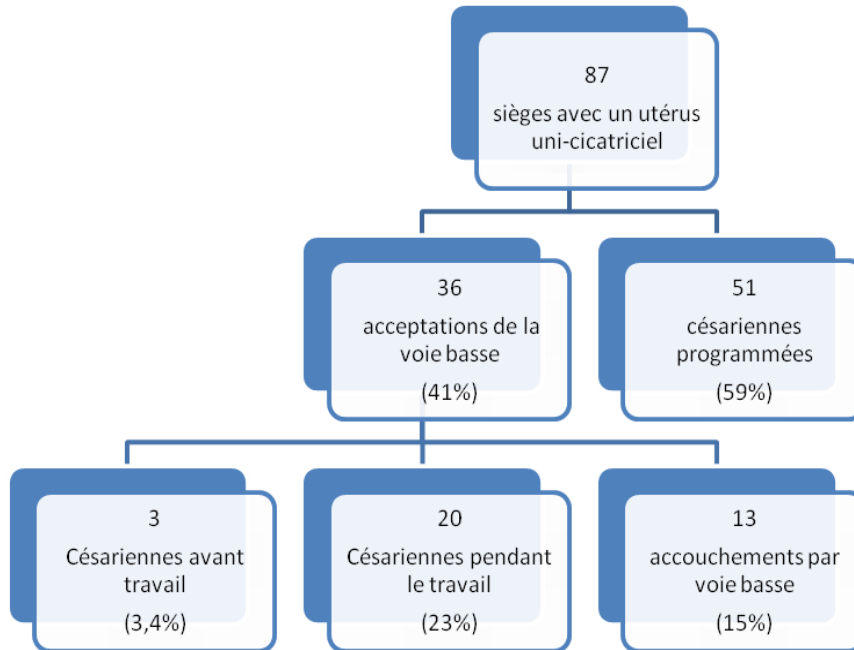 87
sièges avec un utérus
uni-cicatriciel
36
acceptations de la
voie basse
(41%)
51
césariennes
programmées
(59%)
3
Césariennes avant
travail
(3,4%)
20
Césariennes pendant
le travail
(23%)
13
accouchements par
voie basse
(15%)